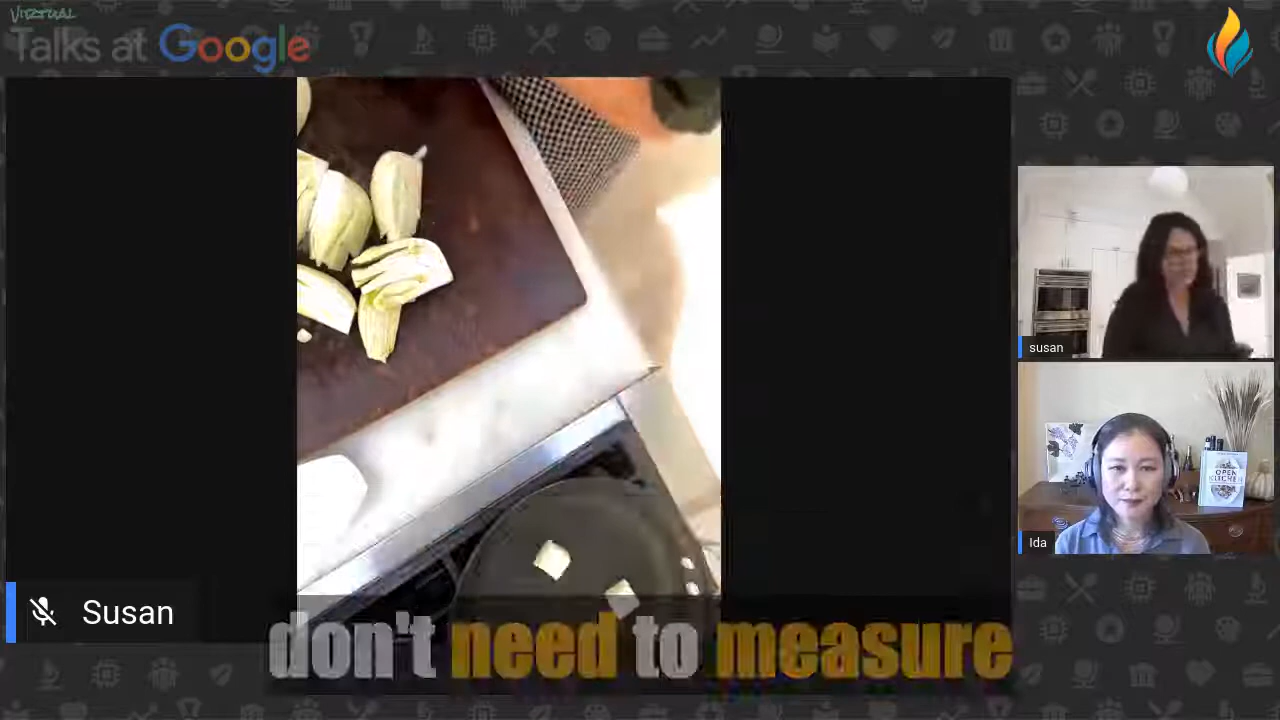 VIRTUAL
Talks at Google
susan
OPEN
KITCHEN
Ida
Susan
don't need to measure